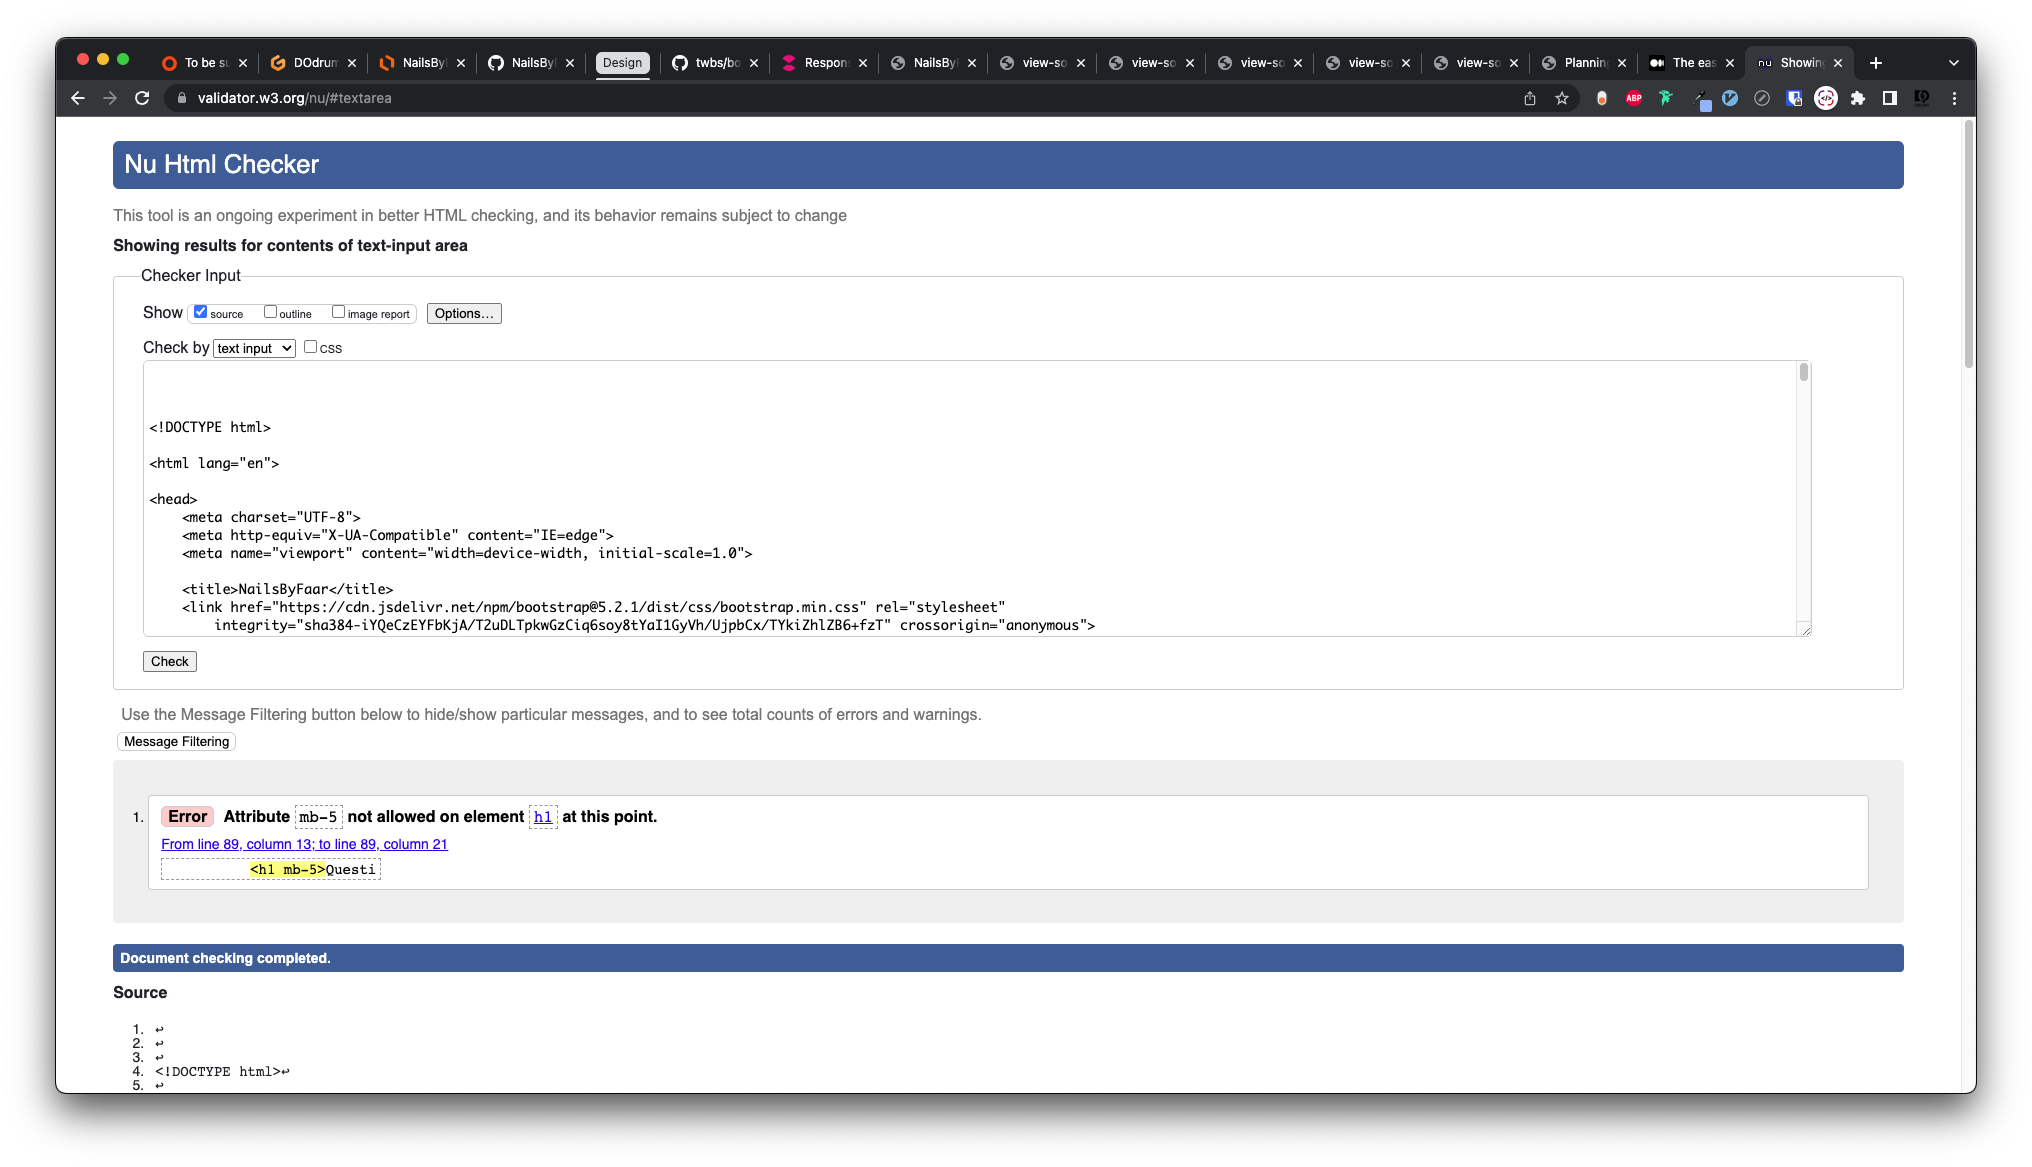 To be su
DOdrum
NailsByF
NailsByF
Design
twbs/bo
Respon
NailsByF
view-so
view-so
view-so
view-so
view-so
Planning
The eas
nu Showing
validator.w3.org/nu/#textarea
ABP
Nu Html Checker
This tool is an ongoing experiment in better HTML checking, and its behavior remains subject to change
Showing results for contents of text-input area
Checker Input
Show source outline image report Options…
Check by text input css
<!DOCTYPE html>
<html lang="en">
<head>
<meta charset="UTF-8">
<meta http-equiv="X-UA-Compatible" content="IE=edge">
<meta name="viewport" content="width=device-width, initial-scale=1.0">
<title>NailsByFaar</title>
<link href="https://cdn.jsdelivr.net/npm/bootstrap@5.2.1/dist/css/bootstrap.min.css" rel="stylesheet"
integrity="sha384-iYQeCzEYFbKjA/T2uDLTpkwGzCiq6soy8tYaI1GyVh/UjpbCx/TYkiZhlZB6+fzT" crossorigin="anonymous">
Check
Use the Message Filtering button below to hide/show particular messages, and to see total counts of errors and warnings.
Message Filtering
1. Error Attribute mb-5 not allowed on element h1 at this point.
From line 89, column 13; to line 89, column 21
<h1 mb-5>Questi
Document checking completed.
Source
1. ↩
2. ↩
3. ↩
4. <!DOCTYPE html>↩
5. ↩